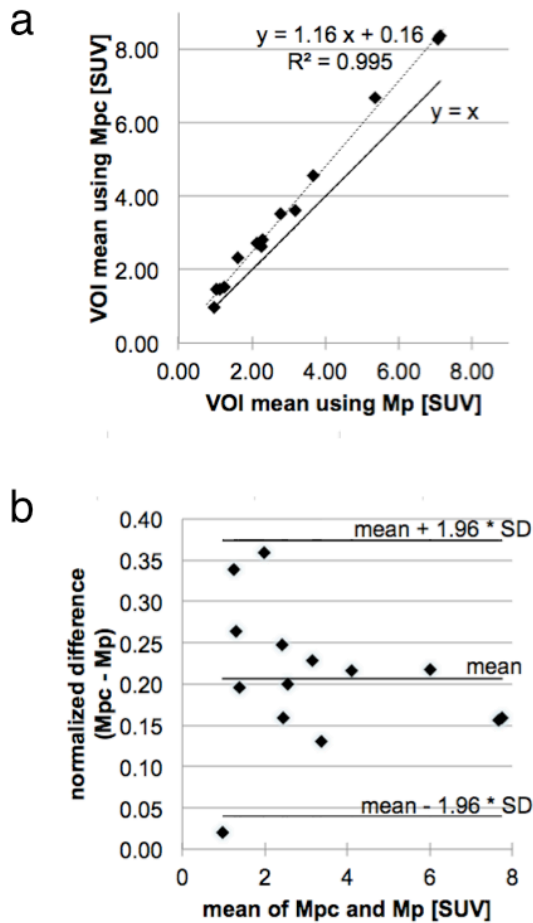 a
y = 1.16 x + 0.16
R² = 0.995
y = x
VOI mean using Mpc [SUV]
8.00
6.00
4.00
2.00
0.00
0.00 2.00 4.00 6.00 8.00
VOI mean using Mp [SUV]
b
mean + 1.96 * SD
mean
mean - 1.96 * SD
normalized difference
(Mpc - Mp)
0.40
0.35
0.30
0.25
0.20
0.15
0.10
0.05
0.00
0 2 4 6 8
mean of Mpc and Mp [SUV]